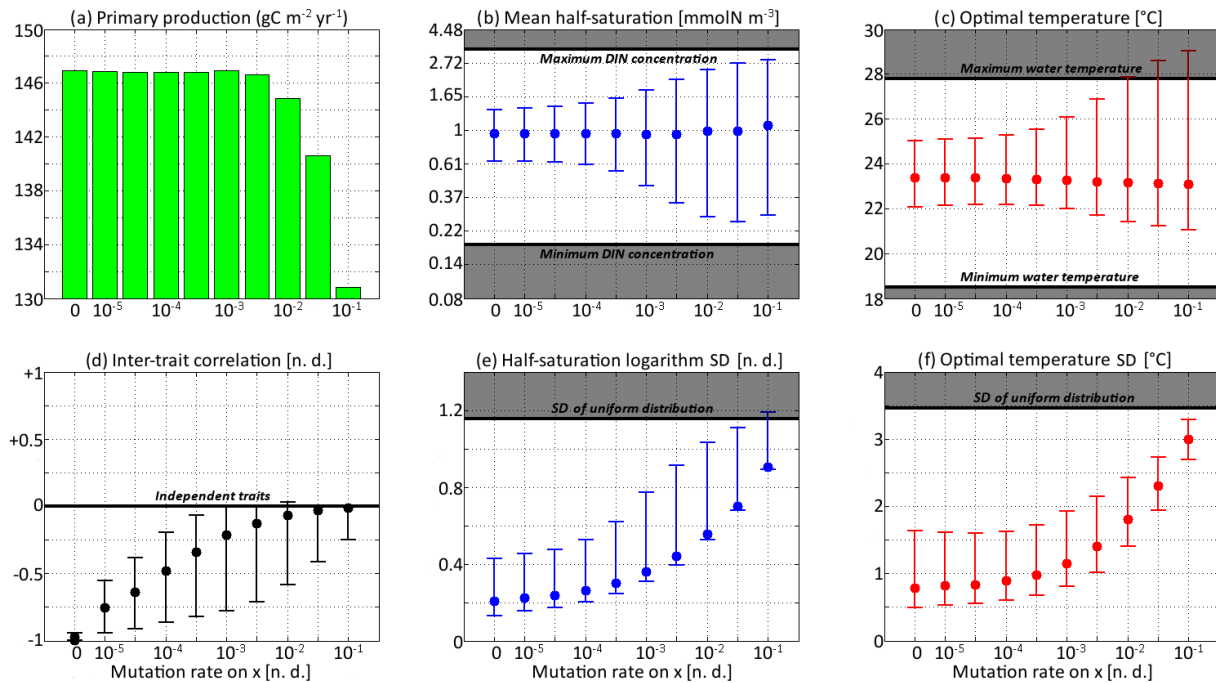 (a) Primary production (gC m⁻² yr⁻¹)
150
146
142
138
134
130
0 10⁻⁵ 10⁻⁴ 10⁻³ 10⁻² 10⁻¹
(b) Mean half-saturation [mmolN m⁻³]
4.48
2.72
1.65
1
0.61
0.37
0.22
0.14
0.08
Maximum DIN concentration
Minimum DIN concentration
0 10⁻⁵ 10⁻⁴ 10⁻³ 10⁻² 10⁻¹
(c) Optimal temperature [°C]
30
28
26
24
22
20
18
Maximum water temperature
Minimum water temperature
0 10⁻⁵ 10⁻⁴ 10⁻³ 10⁻² 10⁻¹
(d) Inter-trait correlation [n. d.]
+1
+0.5
0
-0.5
-1
Independent traits
0 10⁻⁵ 10⁻⁴ 10⁻³ 10⁻² 10⁻¹
Mutation rate on x [n. d.]
(e) Half-saturation logarithm SD [n. d.]
1.2
0.8
0.4
0
SD of uniform distribution
0 10⁻⁵ 10⁻⁴ 10⁻³ 10⁻² 10⁻¹
Mutation rate on x [n. d.]
(f) Optimal temperature SD [°C]
4
3
2
1
0
SD of uniform distribution
0 10⁻⁵ 10⁻⁴ 10⁻³ 10⁻² 10⁻¹
Mutation rate on x [n. d.]